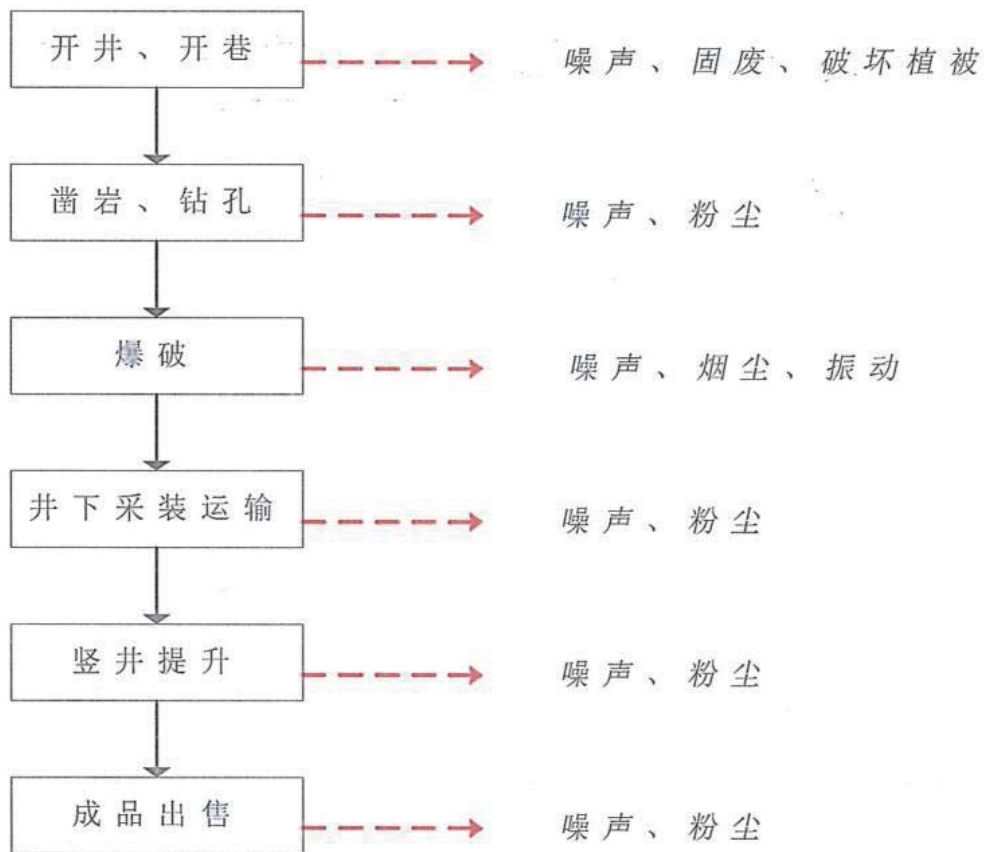 开井、开巷
噪声、固废、破坏植被
凿岩、钻孔
噪声、粉尘
爆破
噪声、烟尘、振动
井下采装运输
噪声、粉尘
竖井提升
噪声、粉尘
成品出售
噪声、粉尘